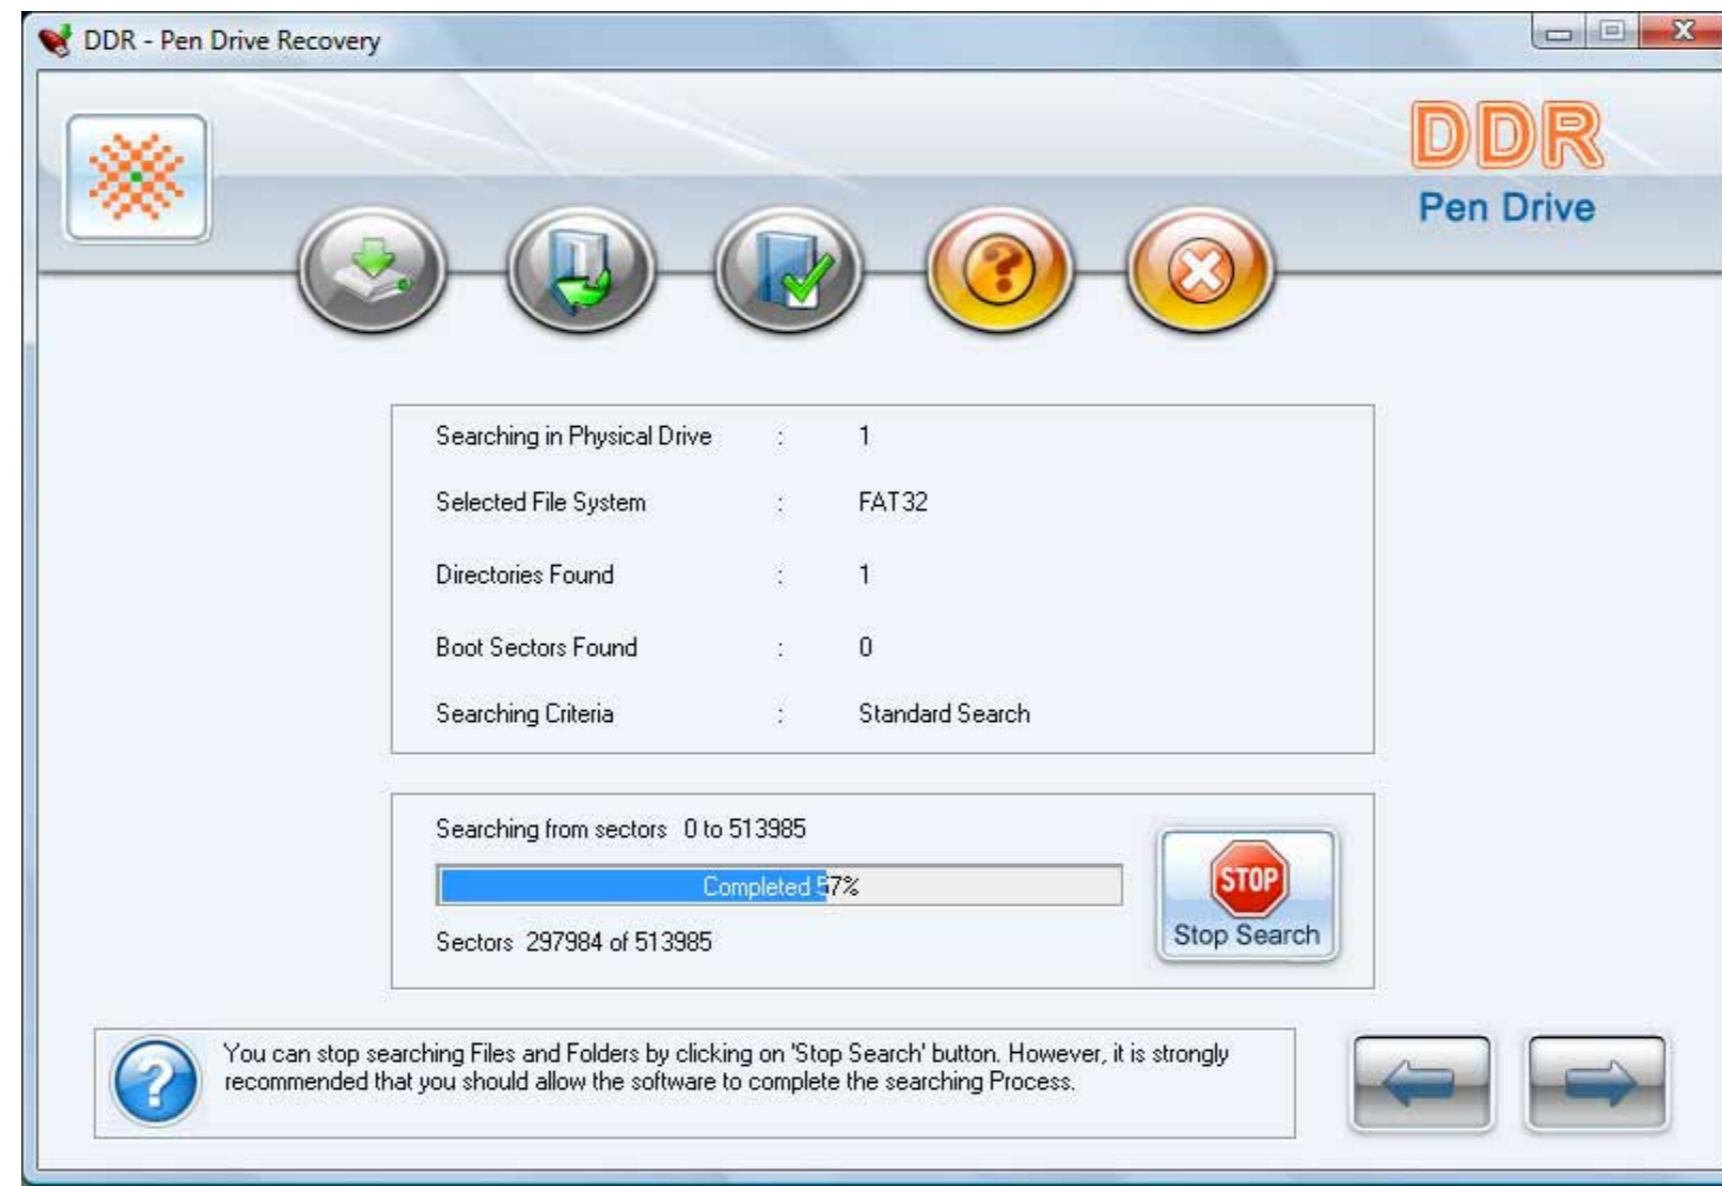 DDR - Pen Drive Recovery
DDR
Pen Drive
Searching in Physical Drive : 1
Selected File System : FAT32
Directories Found : 1
Boot Sectors Found : 0
Searching Criteria : Standard Search
Searching from sectors 0 to 513985
Completed 57%
Sectors 297984 of 513985
STOP
Stop Search
You can stop searching Files and Folders by clicking on 'Stop Search' button. However, it is strongly
recommended that you should allow the software to complete the searching Process.